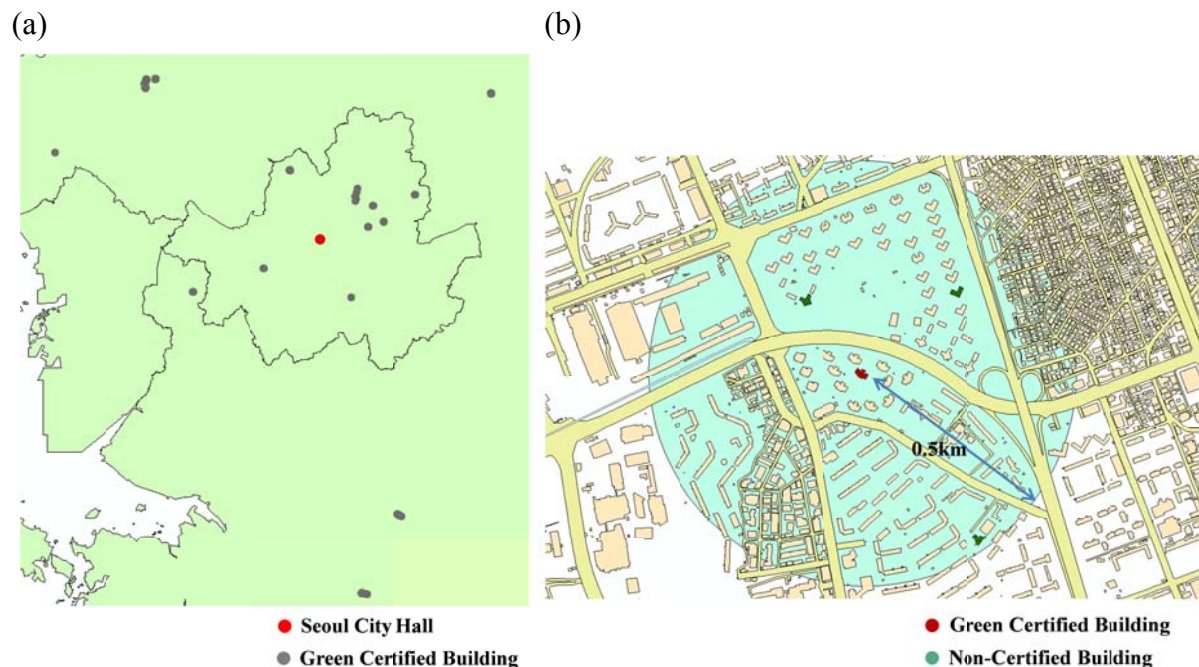 (a)
(b)
0.5km
Seoul City Hall
Green Certified Building
Green Certified Building
Non-Certified Building